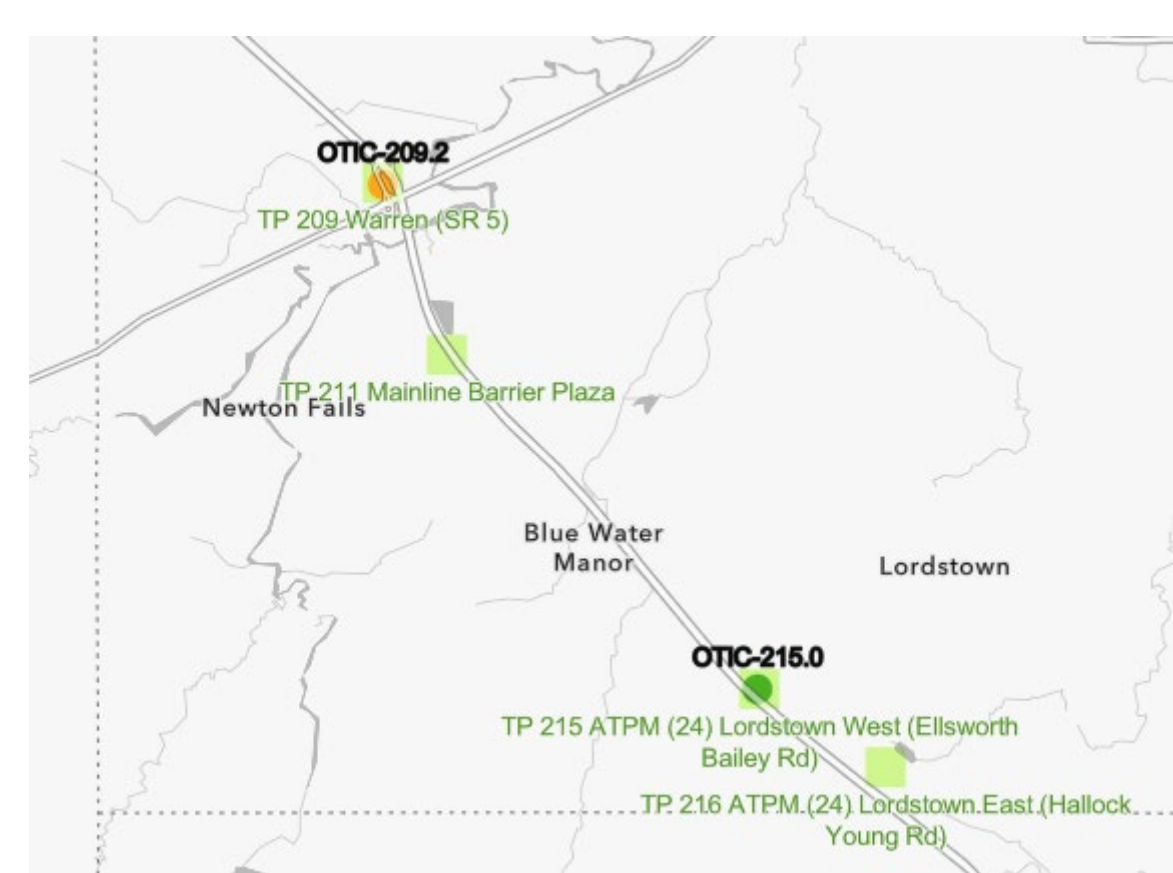 OTIC-209.2
TP 209 Warren (SR 5)
TP 211 Mainline Barrier Plaza
Newton Falls
Blue Water
Manor
Lordstown
OTIC-215.0
TP 215 ATPM (24) Lordstown West (Ellsworth
Bailey Rd)
TP 216 ATPM (24) Lordstown East (Hallock
Young Rd)